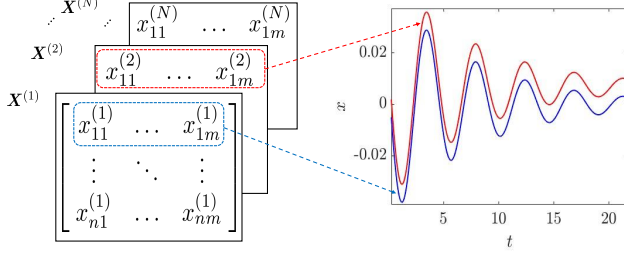 X^(N)
x_11^(N) … x_1m^(N)
X^(2)
x_11^(2) … x_1m^(2)
X^(1)
x_11^(1) … x_1m^(1)
⋮ ⋱ ⋮
x_n1^(1) … x_nm^(1)
0.02
0
-0.02
x
5 10 15 20
t